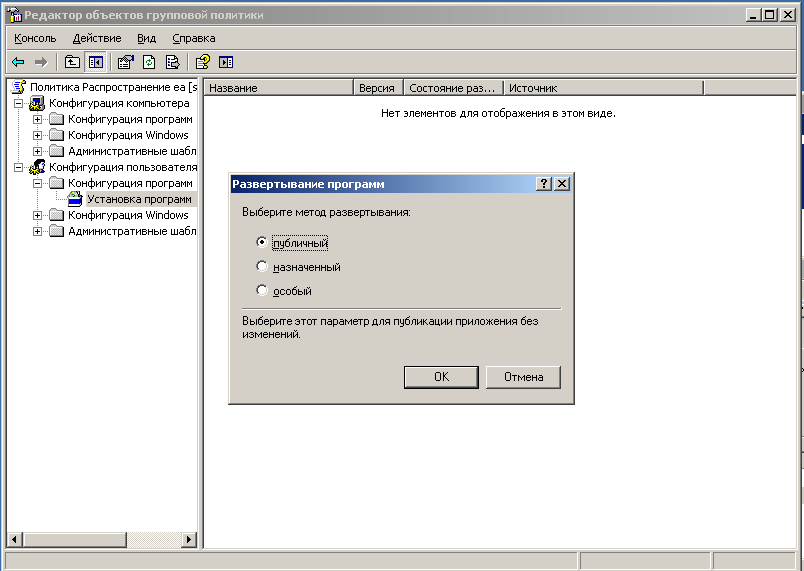 Редактор объектов групповой политики
Консоль Действие Вид Справка
Политика Распространение еа [s
Конфигурация компьютера
Конфигурация программ
Конфигурация Windows
Административные шабл
Конфигурация пользователя
Конфигурация программ
Установка программ
Конфигурация Windows
Административные шабл
Название Версия Состояние раз... Источник
Нет элементов для отображения в этом виде.
Развертывание программ
Выберите метод развертывания:
публичный
назначенный
особый
Выберите этот параметр для публикации приложения без
изменений.
OK Отмена